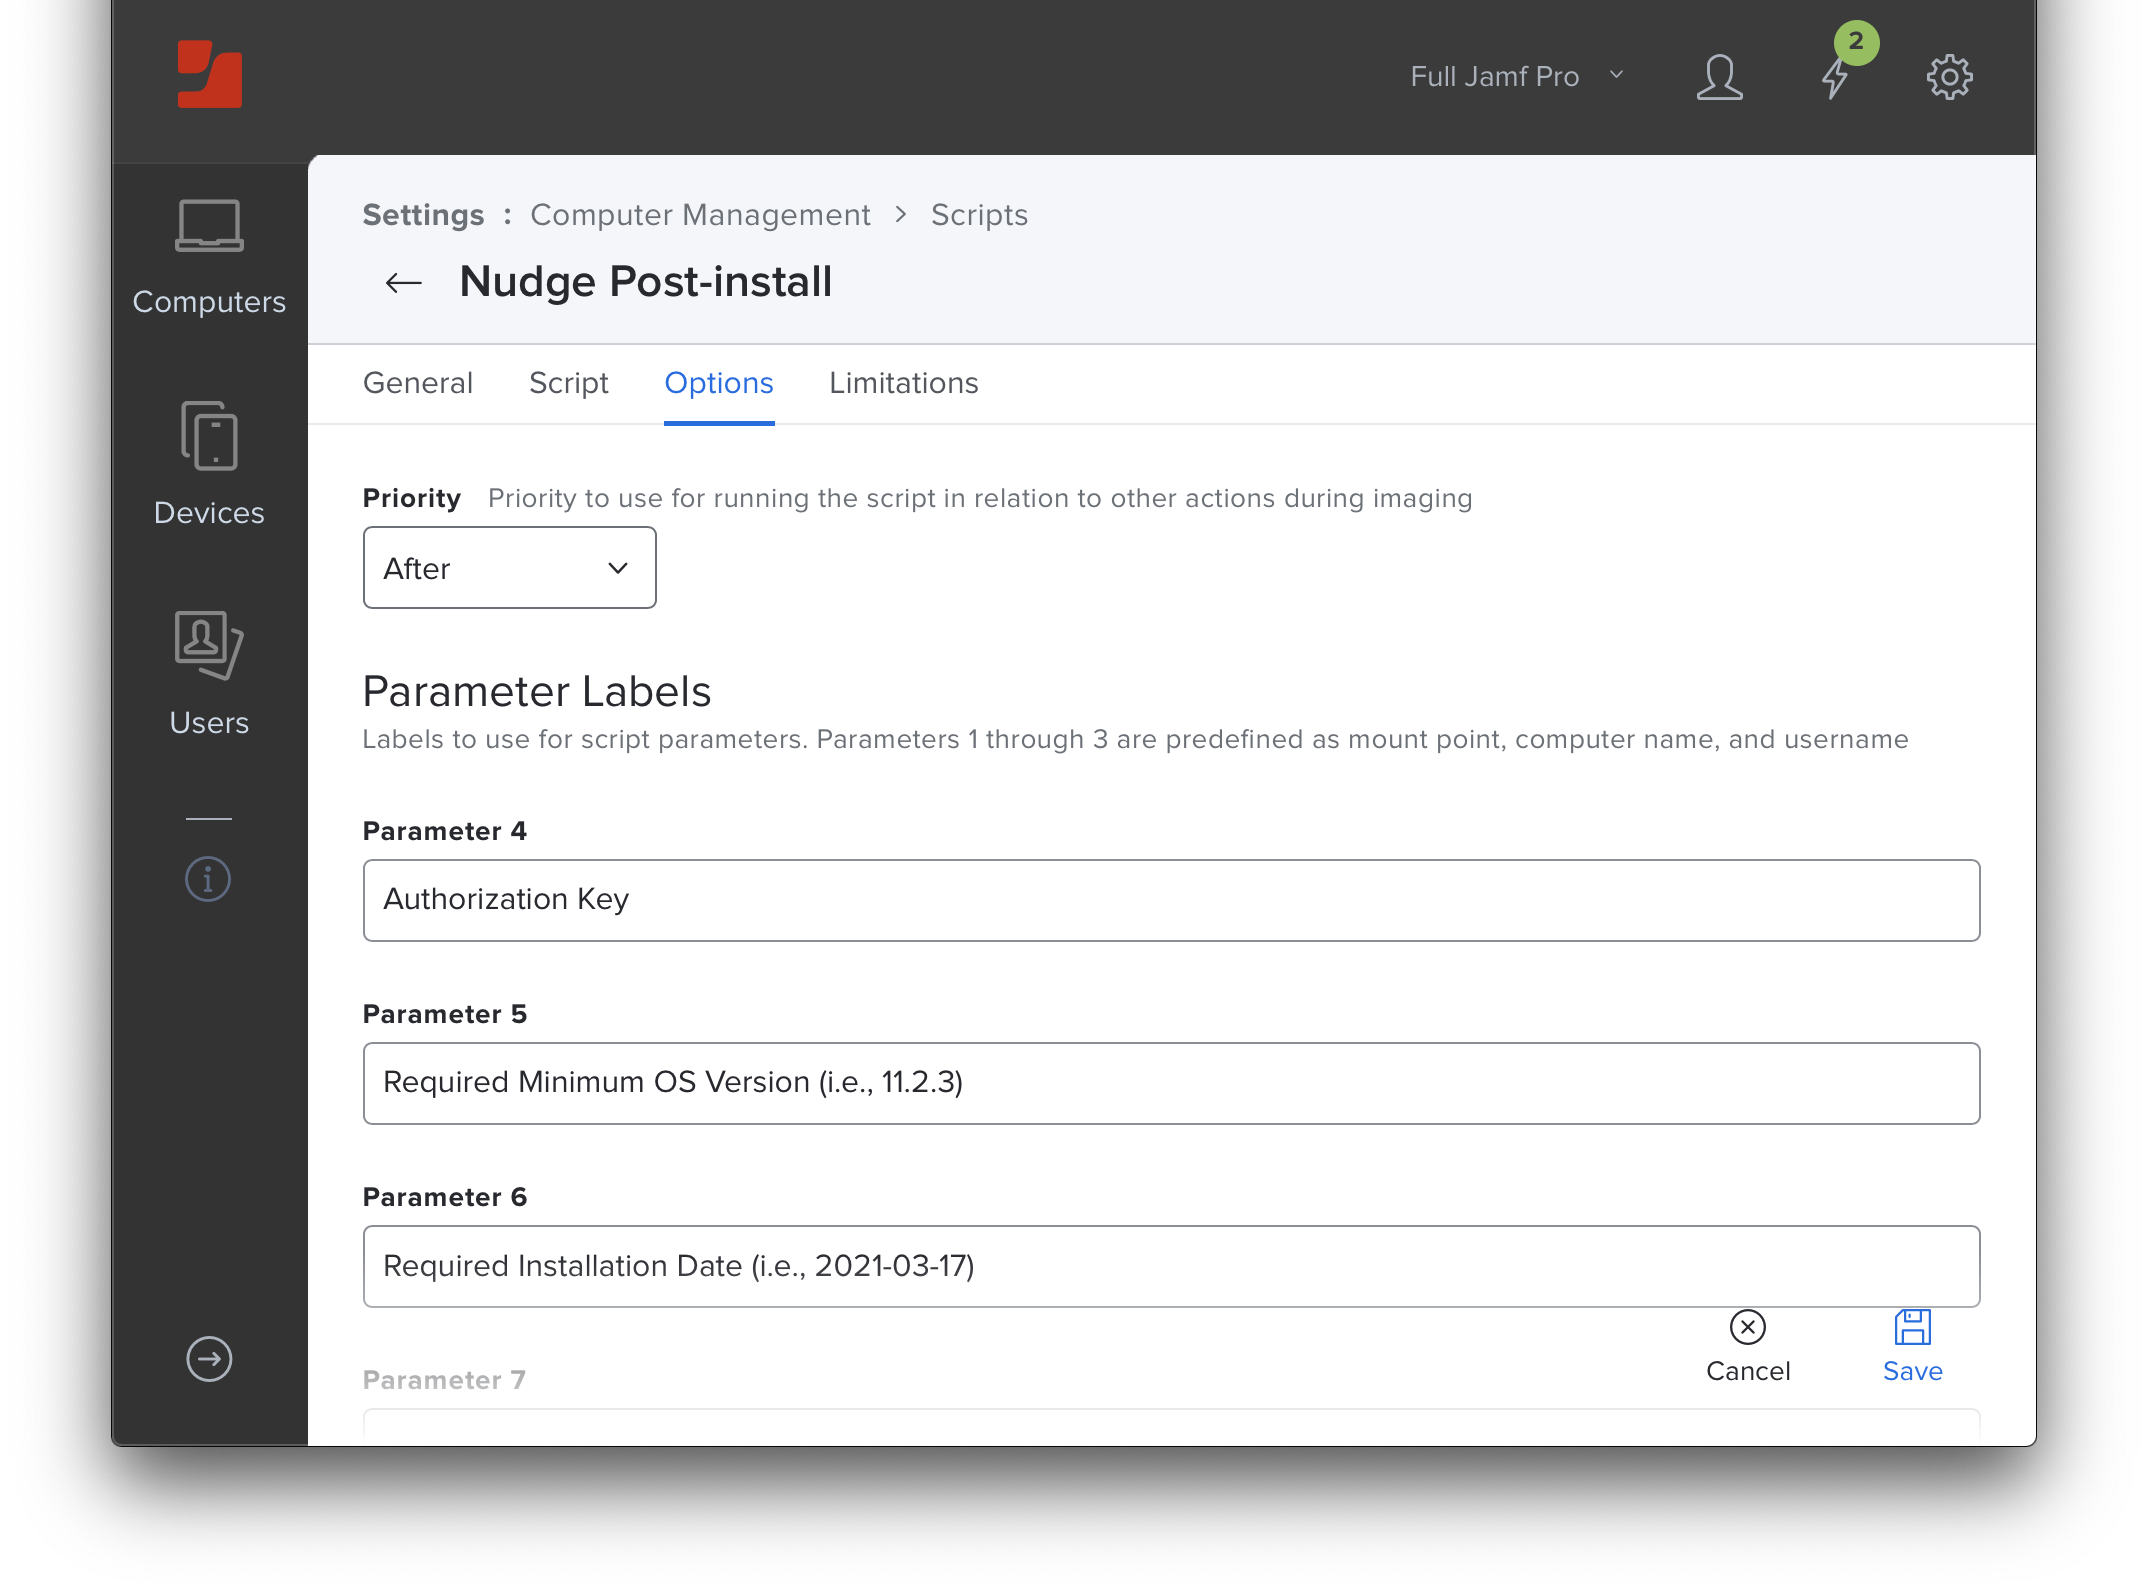 Full Jamf Pro
2
Computers
Devices
Users
Settings : Computer Management > Scripts
Nudge Post-install
General Script Options Limitations
Priority Priority to use for running the script in relation to other actions during imaging
After
Parameter Labels
Labels to use for script parameters. Parameters 1 through 3 are predefined as mount point, computer name, and username
Parameter 4
Authorization Key
Parameter 5
Required Minimum OS Version (i.e., 11.2.3)
Parameter 6
Required Installation Date (i.e., 2021-03-17)
Parameter 7
Cancel Save